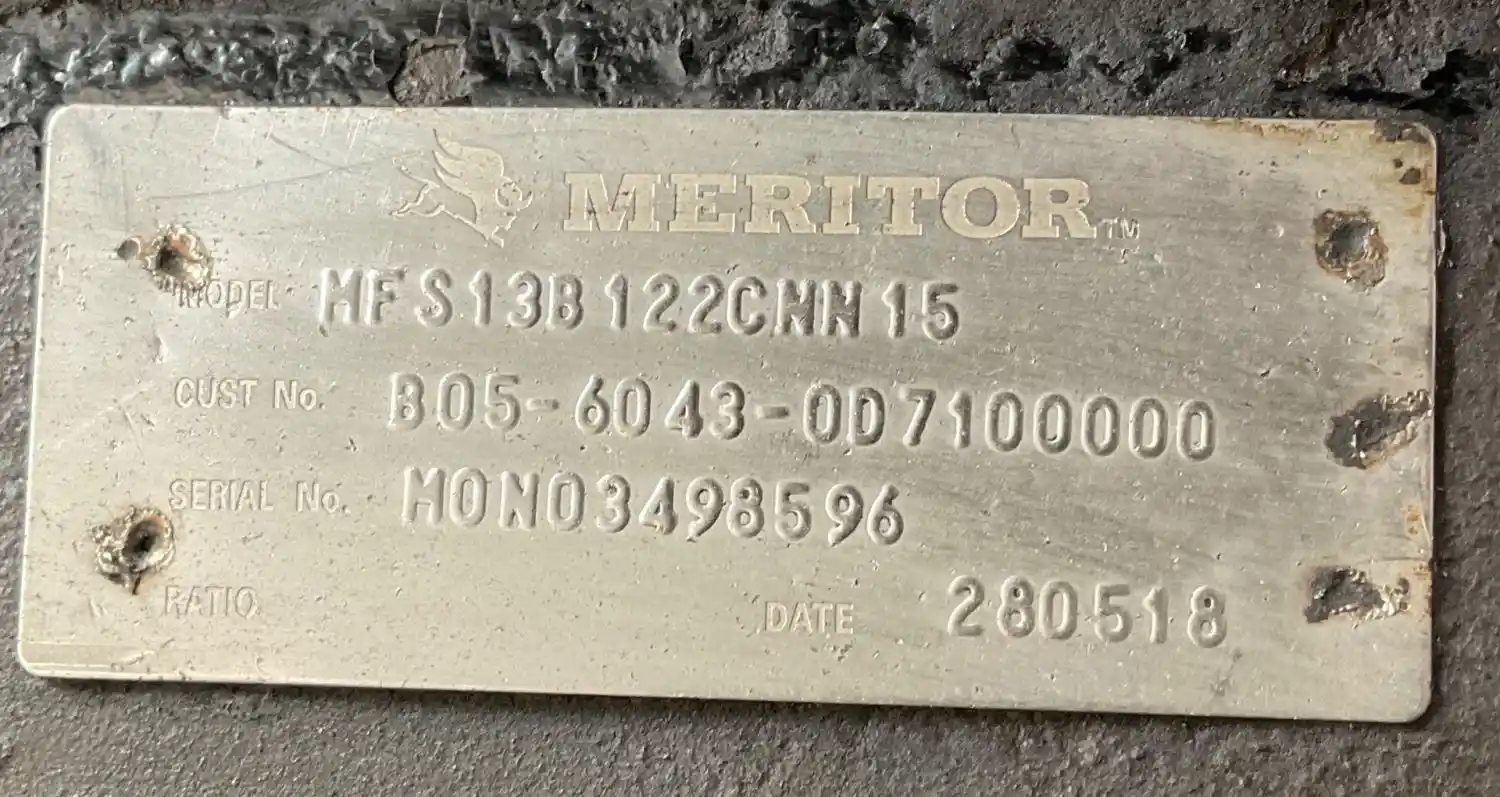 MERITOR™
MODEL MFS13B122CNN15
CUST No. B05-6043-0D7100000
SERIAL No. MON03498596
RATIO DATE 280518